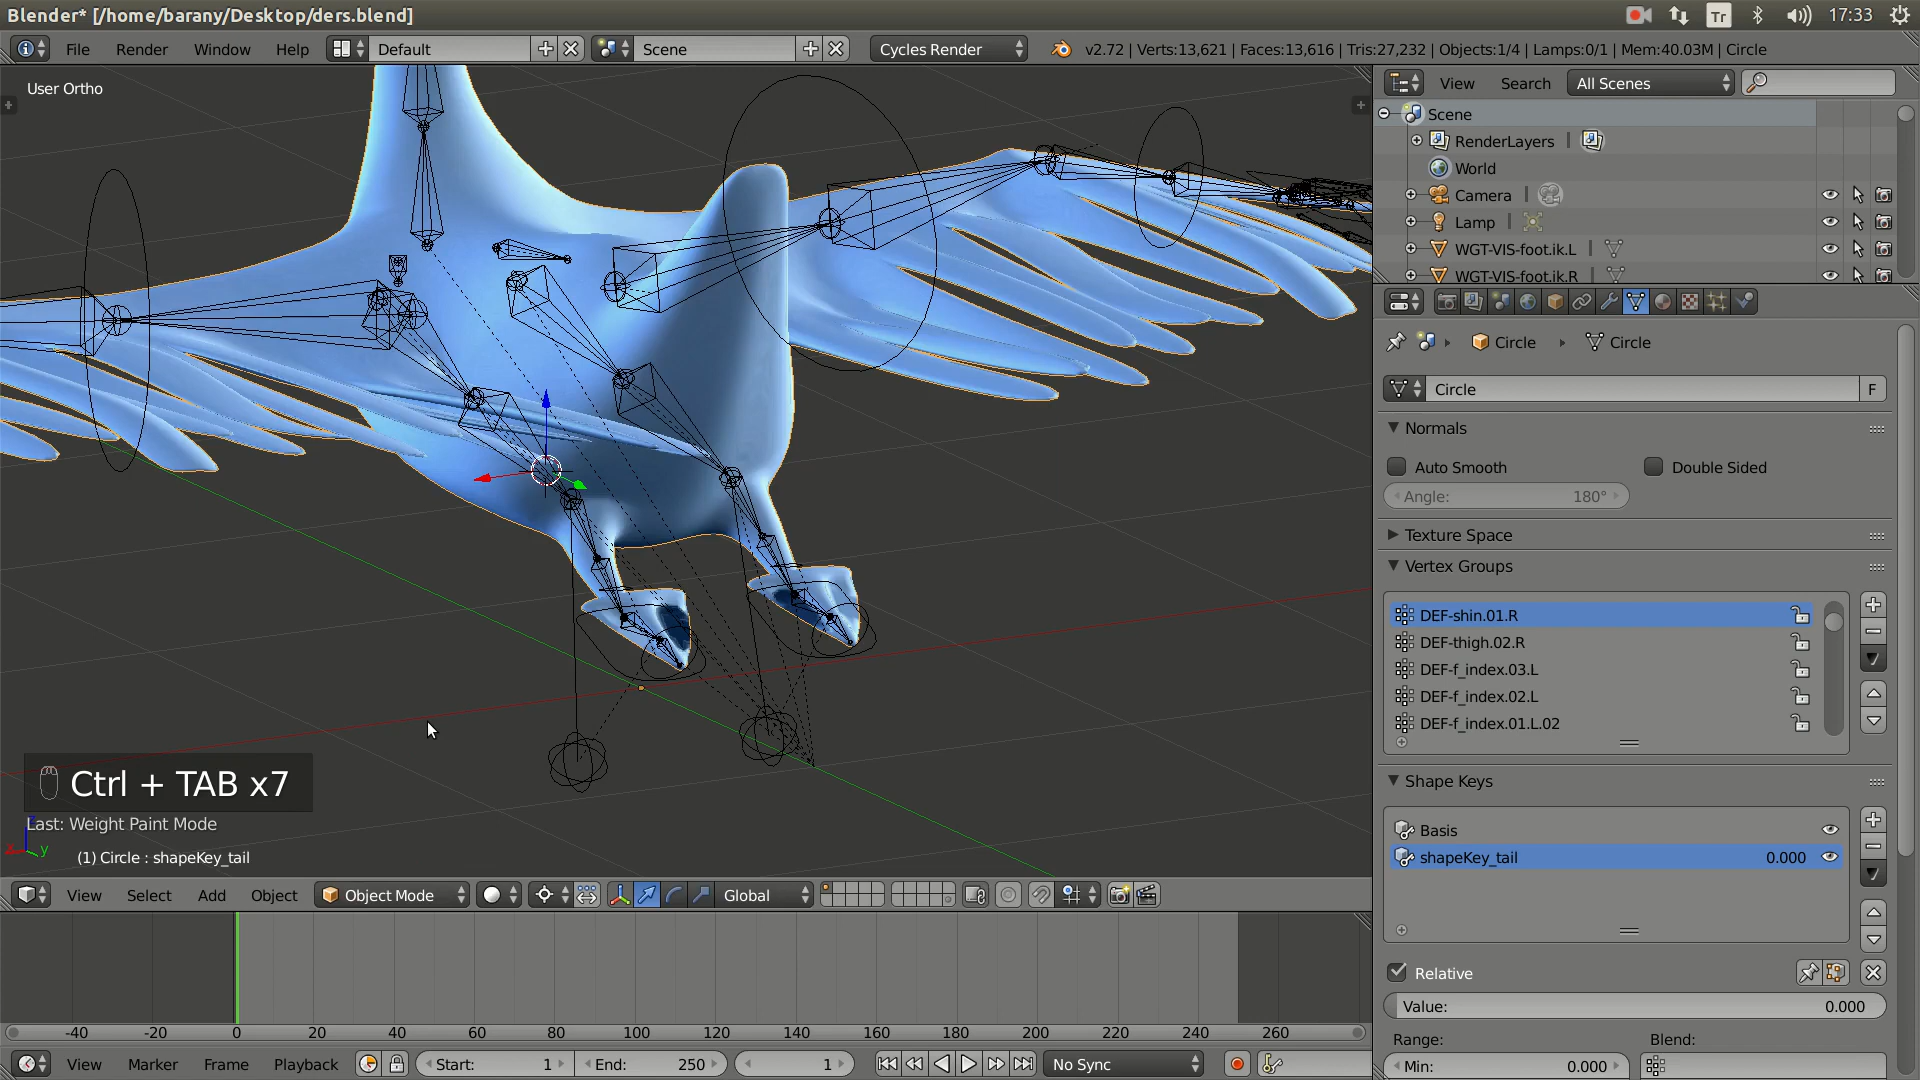 Blender* [/home/barany/Desktop/ders.blend]
Tr
17:33
File Render Window Help
Default
Scene
Cycles Render
v2.72 | Verts:13,621 | Faces:13,616 | Tris:27,232 | Objects:1/4 | Lamps:0/1 | Mem:40.03M | Circle
User Ortho
View Search
All Scenes
Scene
RenderLayers
World
Camera
Lamp
WGT-VIS-foot.ik.L
WGT-VIS-foot.ik.R
Circle
Circle
Circle
F
Normals
Auto Smooth
Double Sided
Angle: 180°
Texture Space
Vertex Groups
DEF-shin.01.R
DEF-thigh.02.R
DEF-f_index.03.L
DEF-f_index.02.L
DEF-f_index.01.L.02
Shape Keys
Basis
shapeKey_tail 0.000
Relative
Value: 0.000
Range:
Blend:
Min: 0.000
Ctrl + TAB x7
Last: Weight Paint Mode
x y
(1) Circle : shapeKey_tail
View Select Add Object
Object Mode
Global
-40 -20 0 20 40 60 80 100 120 140 160 180 200 220 240 260
View Marker Frame Playback
Start: 1
End: 250
1
No Sync